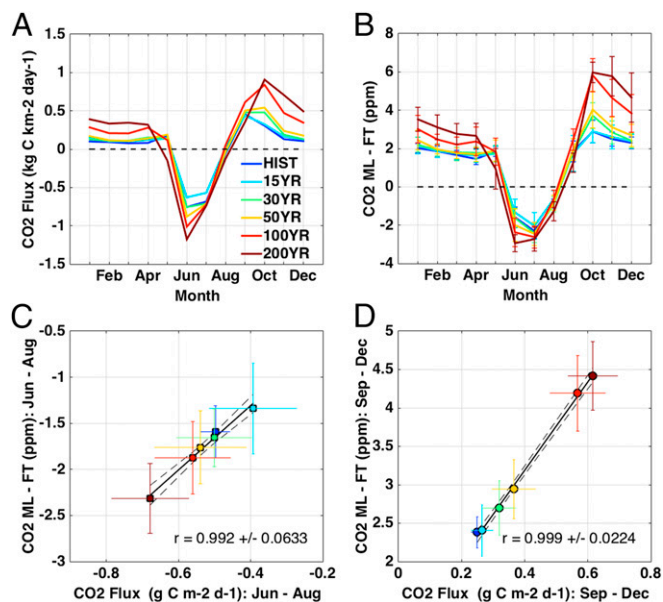 A
CO2 Flux (kg C km-2 day-1)
1.5
1
0.5
0
-0.5
-1
-1.5
HIST
15YR
30YR
50YR
100YR
200YR
Feb Apr Jun Aug Oct Dec
Month
B
CO2 ML - FT (ppm)
8
6
4
2
0
-2
-4
Feb Apr Jun Aug Oct Dec
Month
C
CO2 ML - FT (ppm): Jun - Aug
-0.5
-1
-1.5
-2
-2.5
-3
r = 0.992 +/- 0.0633
-0.8 -0.6 -0.4 -0.2
CO2 Flux (g C m-2 d-1): Jun - Aug
D
CO2 ML - FT (ppm): Sep - Dec
5
4.5
4
3.5
3
2.5
2
r = 0.999 +/- 0.0224
0 0.2 0.4 0.6 0.8
CO2 Flux (g C m-2 d-1): Sep - Dec